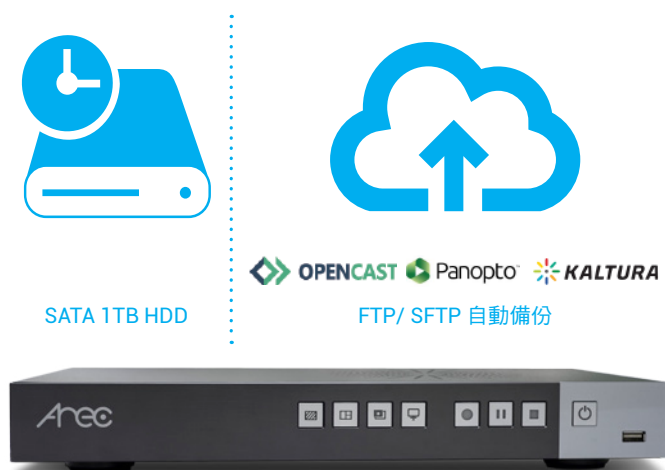 OPENCAST Panopto KALTURA
SATA 1TB HDD
FTP/ SFTP 自動備份
Arec